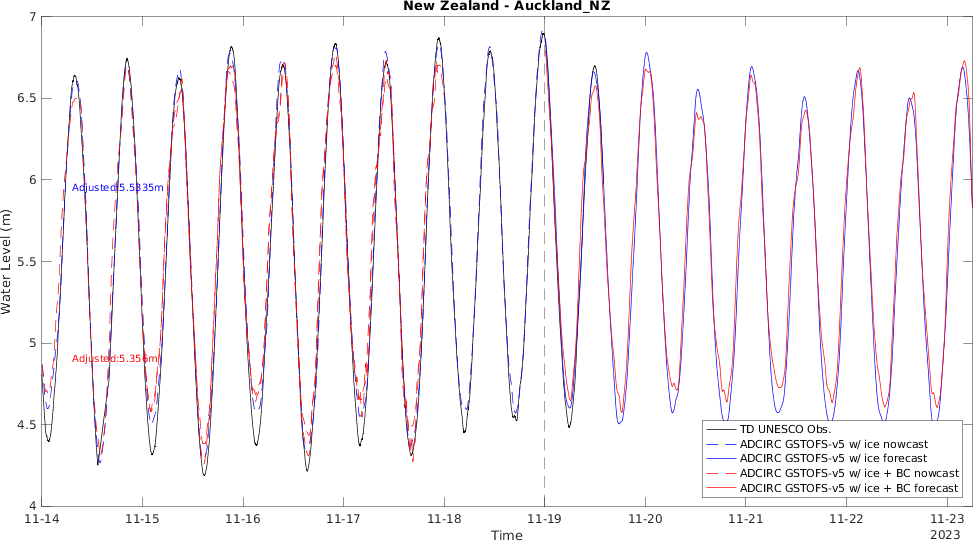 New Zealand - Auckland_NZ
7
6.5
6
5.5
5
4.5
4
Water Level (m)
Adjusted:5.5335m
Adjusted:5.356m
TD UNESCO Obs.
ADCIRC GSTOFS-v5 w/ ice nowcast
ADCIRC GSTOFS-v5 w/ ice forecast
ADCIRC GSTOFS-v5 w/ ice + BC nowcast
ADCIRC GSTOFS-v5 w/ ice + BC forecast
11-14 11-15 11-16 11-17 11-18 11-19 11-20 11-21 11-22 11-23
2023
Time